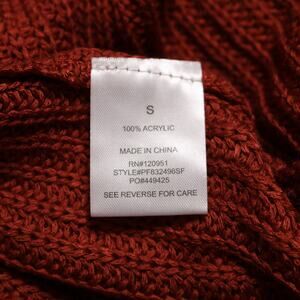 S
100% ACRYLIC
MADE IN CHINA
RN#120951
STYLE#PF832496SF
PO#449425
SEE REVERSE FOR CARE